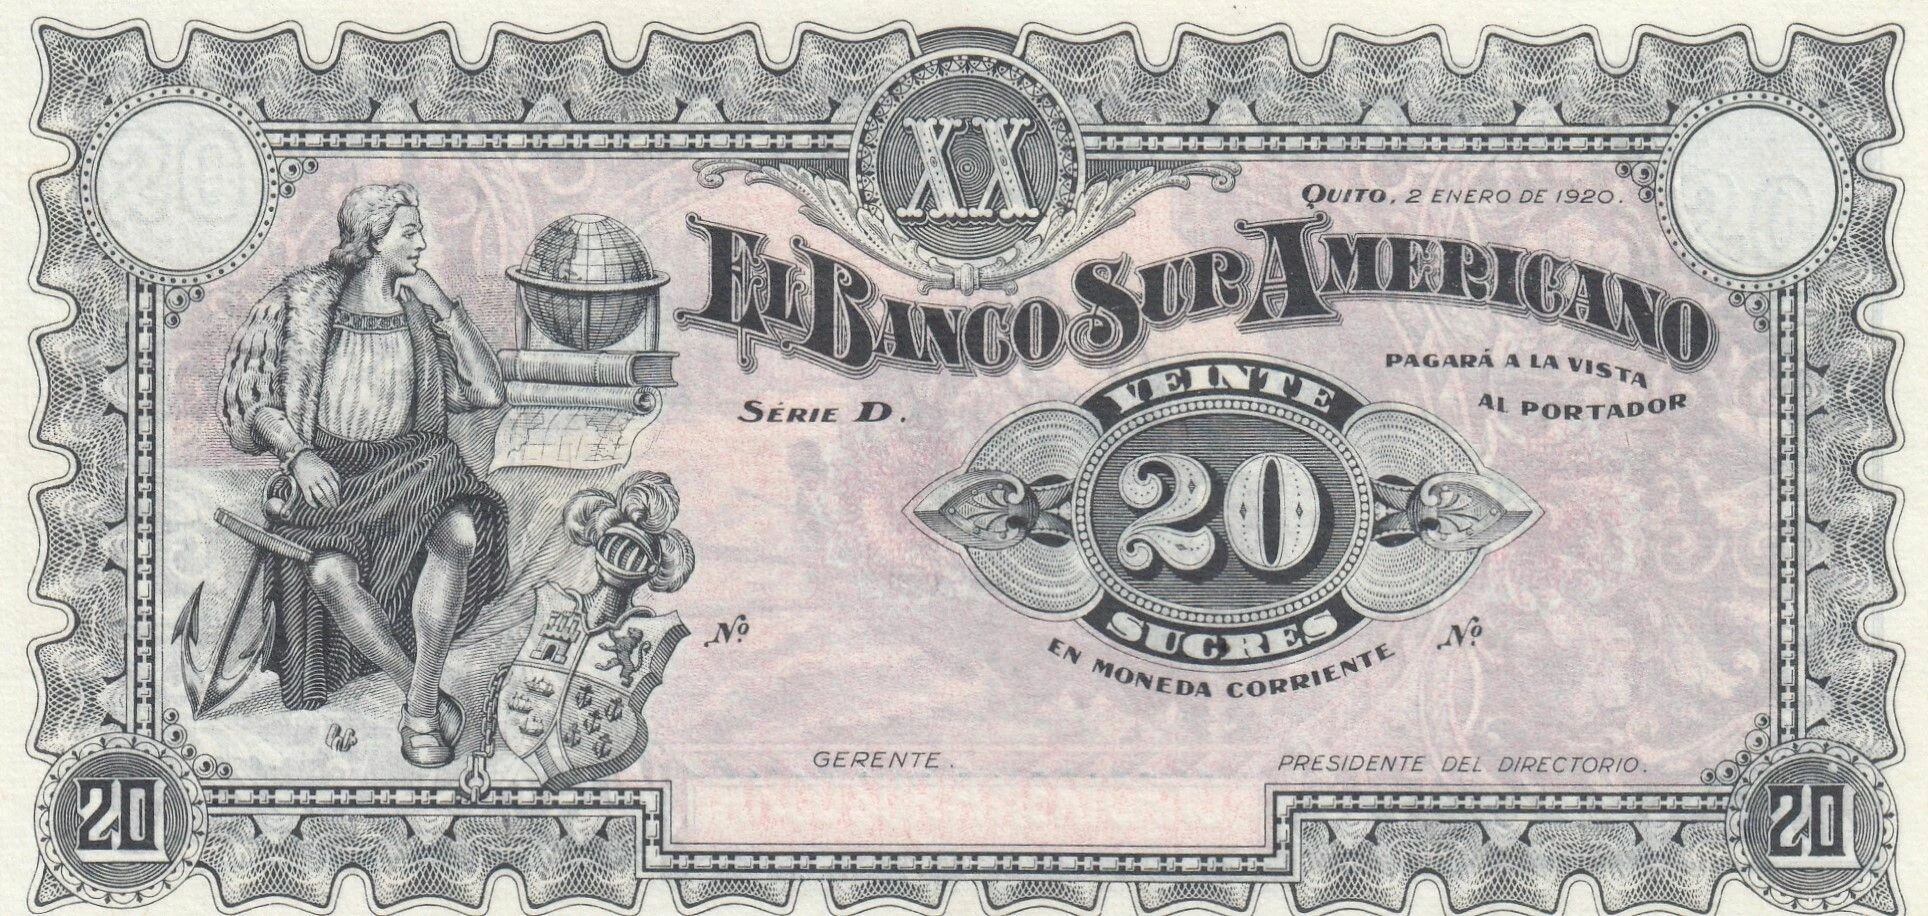 XX
QUITO, 2 ENERO DE 1920.
EL BANCO SUR AMERICANO
PAGARÁ A LA VISTA
AL PORTADOR
SÉRIE D.
VEINTE
20
SUCRES
EN MONEDA CORRIENTE
Nº.
Nº.
GERENTE.
PRESIDENTE DEL DIRECTORIO.
20
20